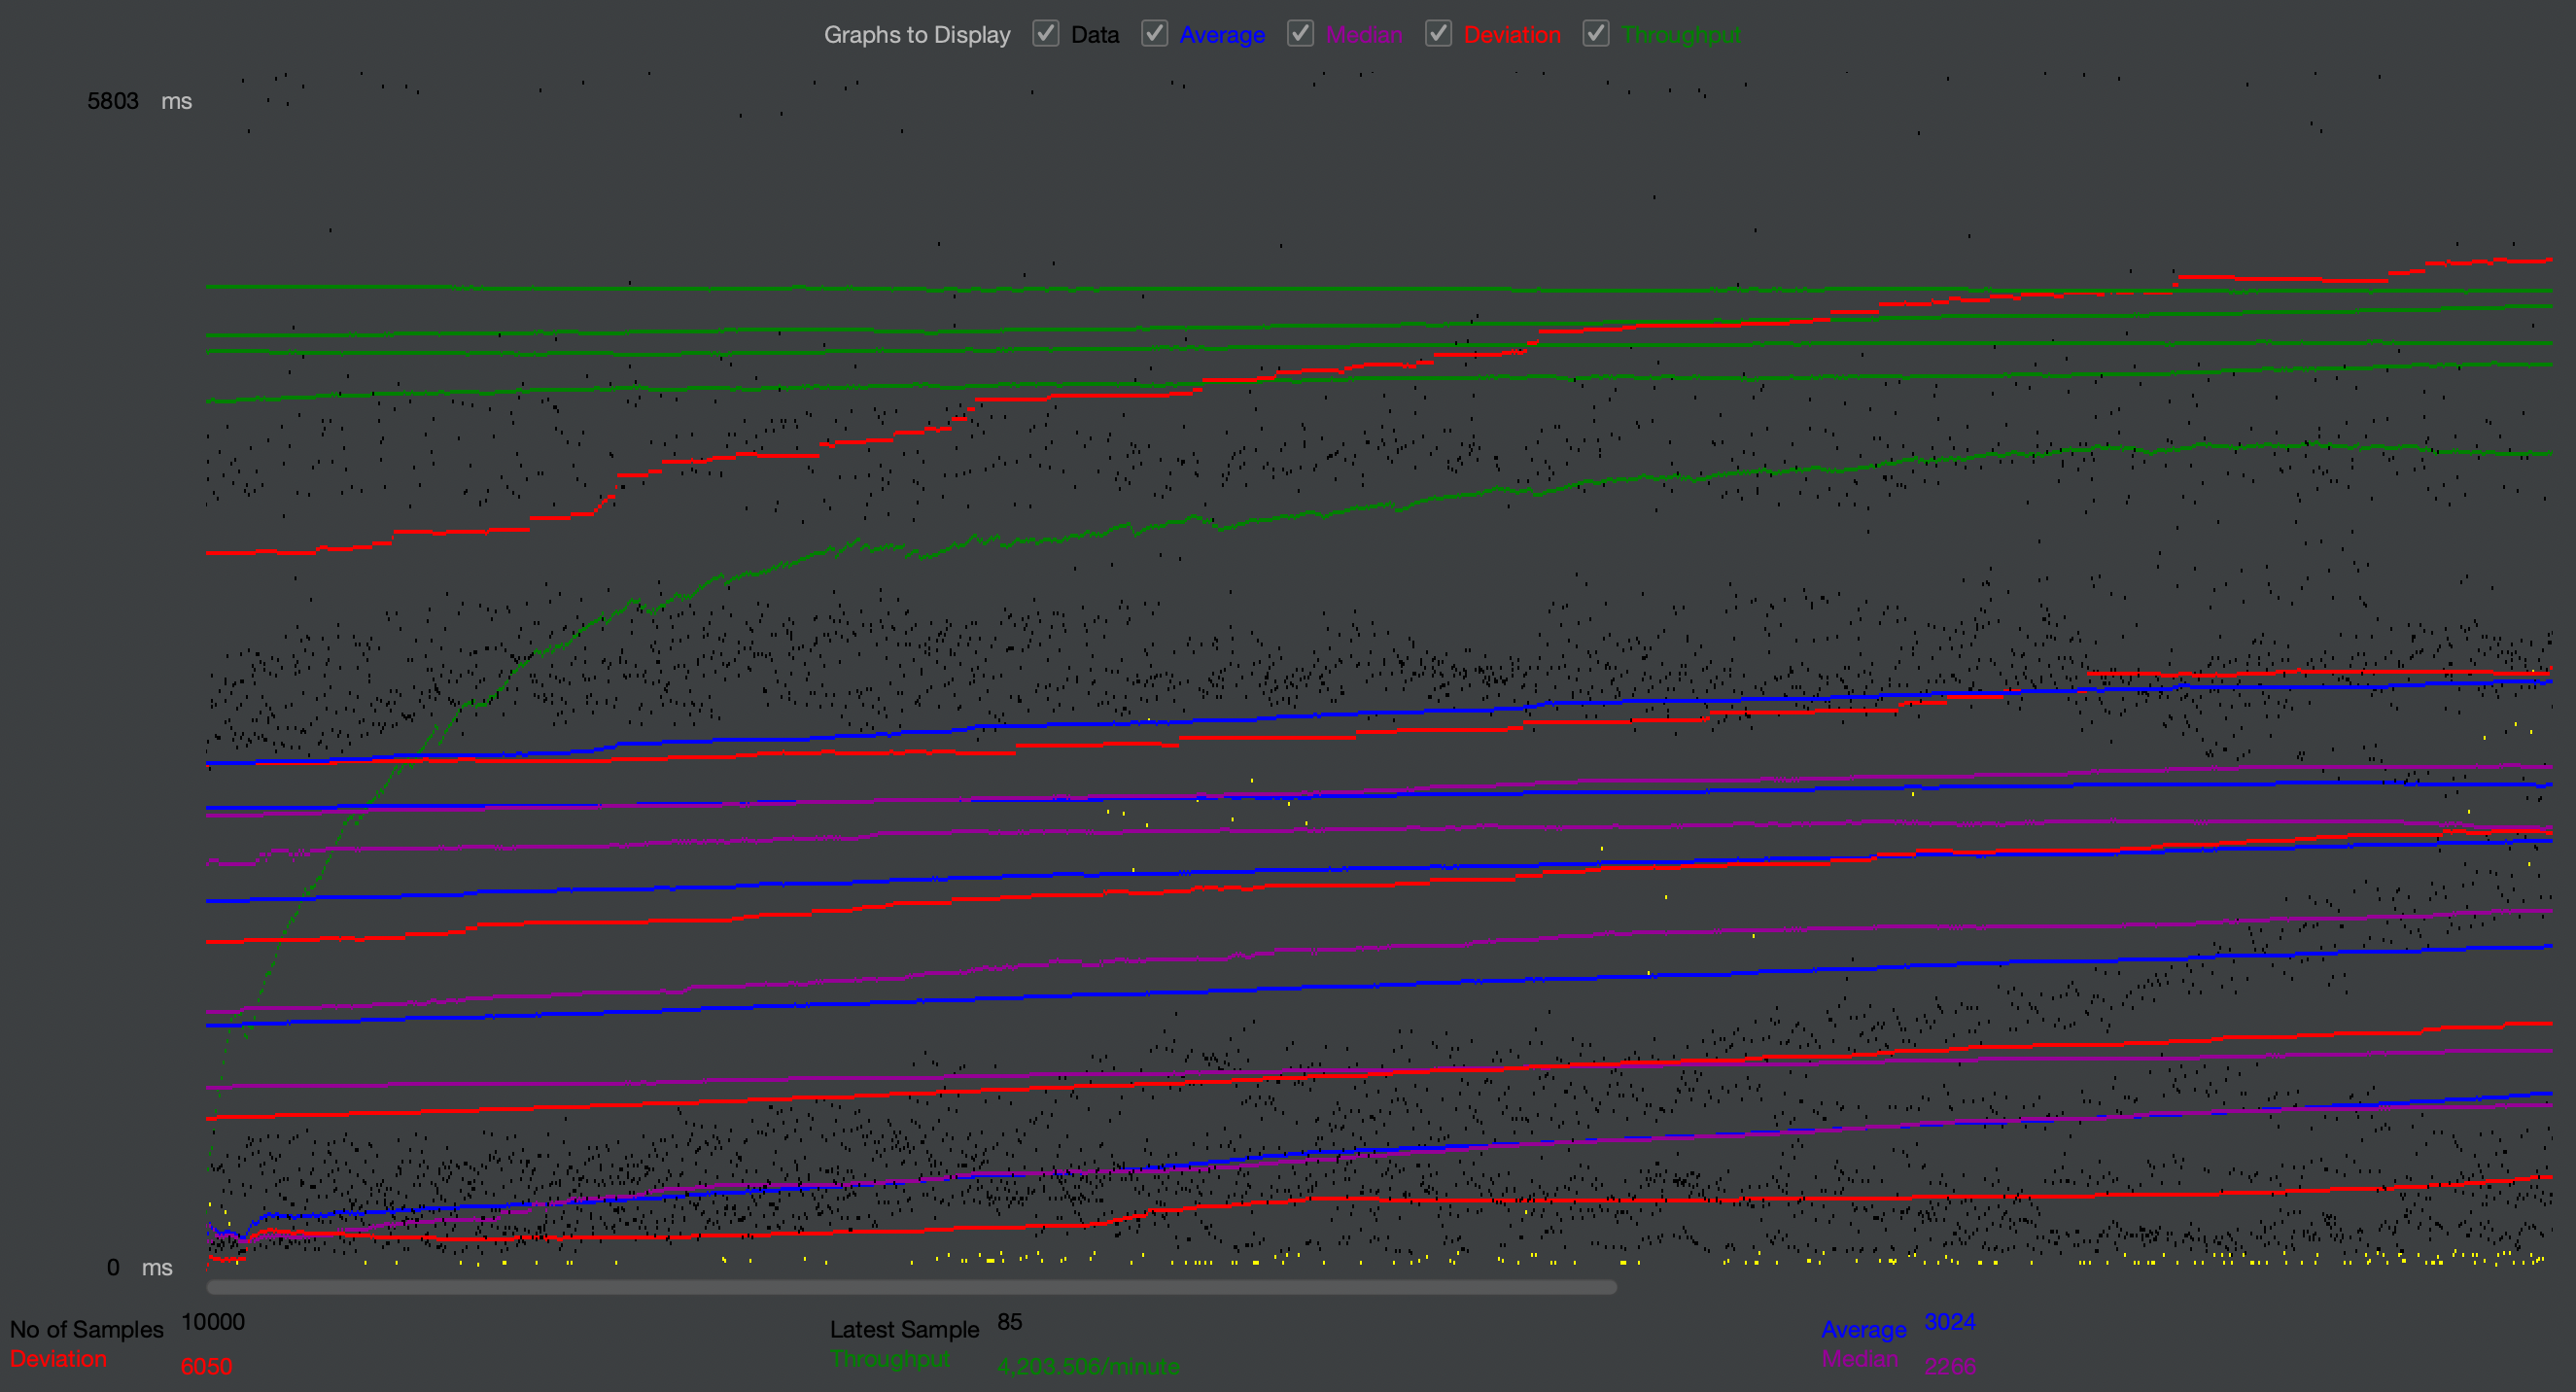 Graphs to Display Data Average Median Deviation Throughput
5803 ms
0 ms
No of Samples 10000 Latest Sample 85 Average 3024
Deviation 6050 Throughput 4,203.506/minute Median 2266